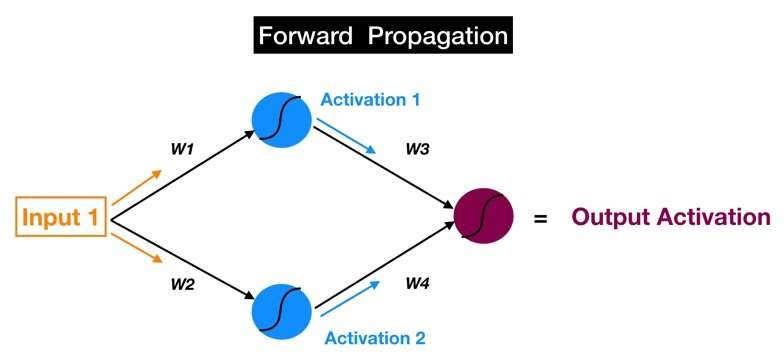 Forward Propagation
Activation 1
W1
W3
Input 1
= Output Activation
W2
W4
Activation 2